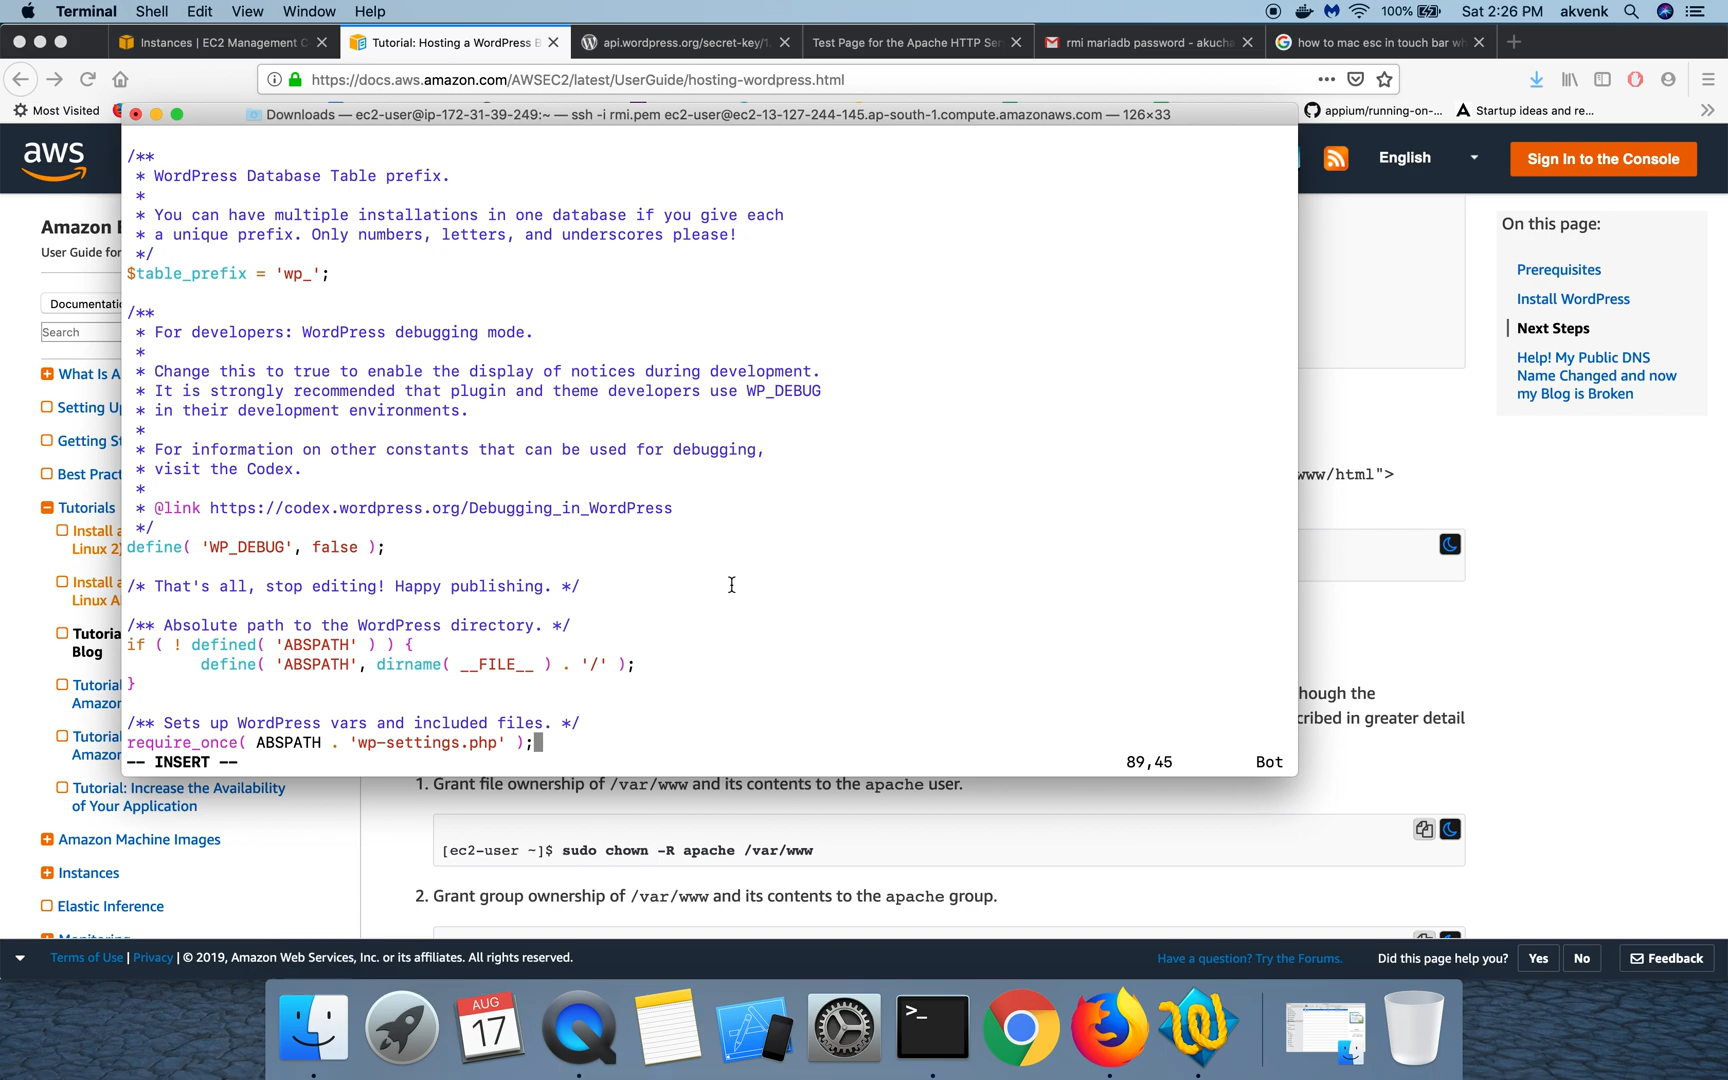 Terminal Shell Edit View Window Help 100% Sat 2:26 PM akvenk
Instances | EC2 Management C
Tutorial: Hosting a WordPress B
api.wordpress.org/secret-key/1.
Test Page for the Apache HTTP Ser
rmi mariadb password - akucha
how to mac esc in touch bar wh
https://docs.aws.amazon.com/AWSEC2/latest/UserGuide/hosting-wordpress.html
Most Visited
appium/running-on-...
Startup ideas and re...
Downloads — ec2-user@ip-172-31-39-249:~ — ssh -i rmi.pem ec2-user@ec2-13-127-244-145.ap-south-1.compute.amazonaws.com — 126×33
aws
English
Sign In to the Console
/**
* WordPress Database Table prefix.
*
* You can have multiple installations in one database if you give each
* a unique prefix. Only numbers, letters, and underscores please!
*/
$table_prefix = 'wp_';
/**
* For developers: WordPress debugging mode.
*
* Change this to true to enable the display of notices during development.
* It is strongly recommended that plugin and theme developers use WP_DEBUG
* in their development environments.
*
* For information on other constants that can be used for debugging,
* visit the Codex.
*
* @link https://codex.wordpress.org/Debugging_in_WordPress
*/
define( 'WP_DEBUG', false );
/* That's all, stop editing! Happy publishing. */
/** Absolute path to the WordPress directory. */
if ( ! defined( 'ABSPATH' ) ) {
define( 'ABSPATH', dirname( __FILE__ ) . '/' );
}
/** Sets up WordPress vars and included files. */
require_once( ABSPATH . 'wp-settings.php' );
-- INSERT -- 89,45 Bot
Amazon E
User Guide for
Documentatio
Search
What Is A
Setting Up
Getting St
Best Pract
Tutorials
Install a
Linux 2)
Install a
Linux A
Tutoria
Blog
Tutorial
Amazon
Tutorial
Amazon
Tutorial: Increase the Availability
of Your Application
Amazon Machine Images
Instances
Elastic Inference
Monitoring
www/html">
hough the
cribed in greater detail
1. Grant file ownership of /var/www and its contents to the apache user.
[ec2-user ~]$ sudo chown -R apache /var/www
2. Grant group ownership of /var/www and its contents to the apache group.
On this page:
Prerequisites
Install WordPress
Next Steps
Help! My Public DNS
Name Changed and now
my Blog is Broken
Terms of Use | Privacy | © 2019, Amazon Web Services, Inc. or its affiliates. All rights reserved.
Have a question? Try the Forums.
Did this page help you?
Yes
No
Feedback
AUG
17
>_